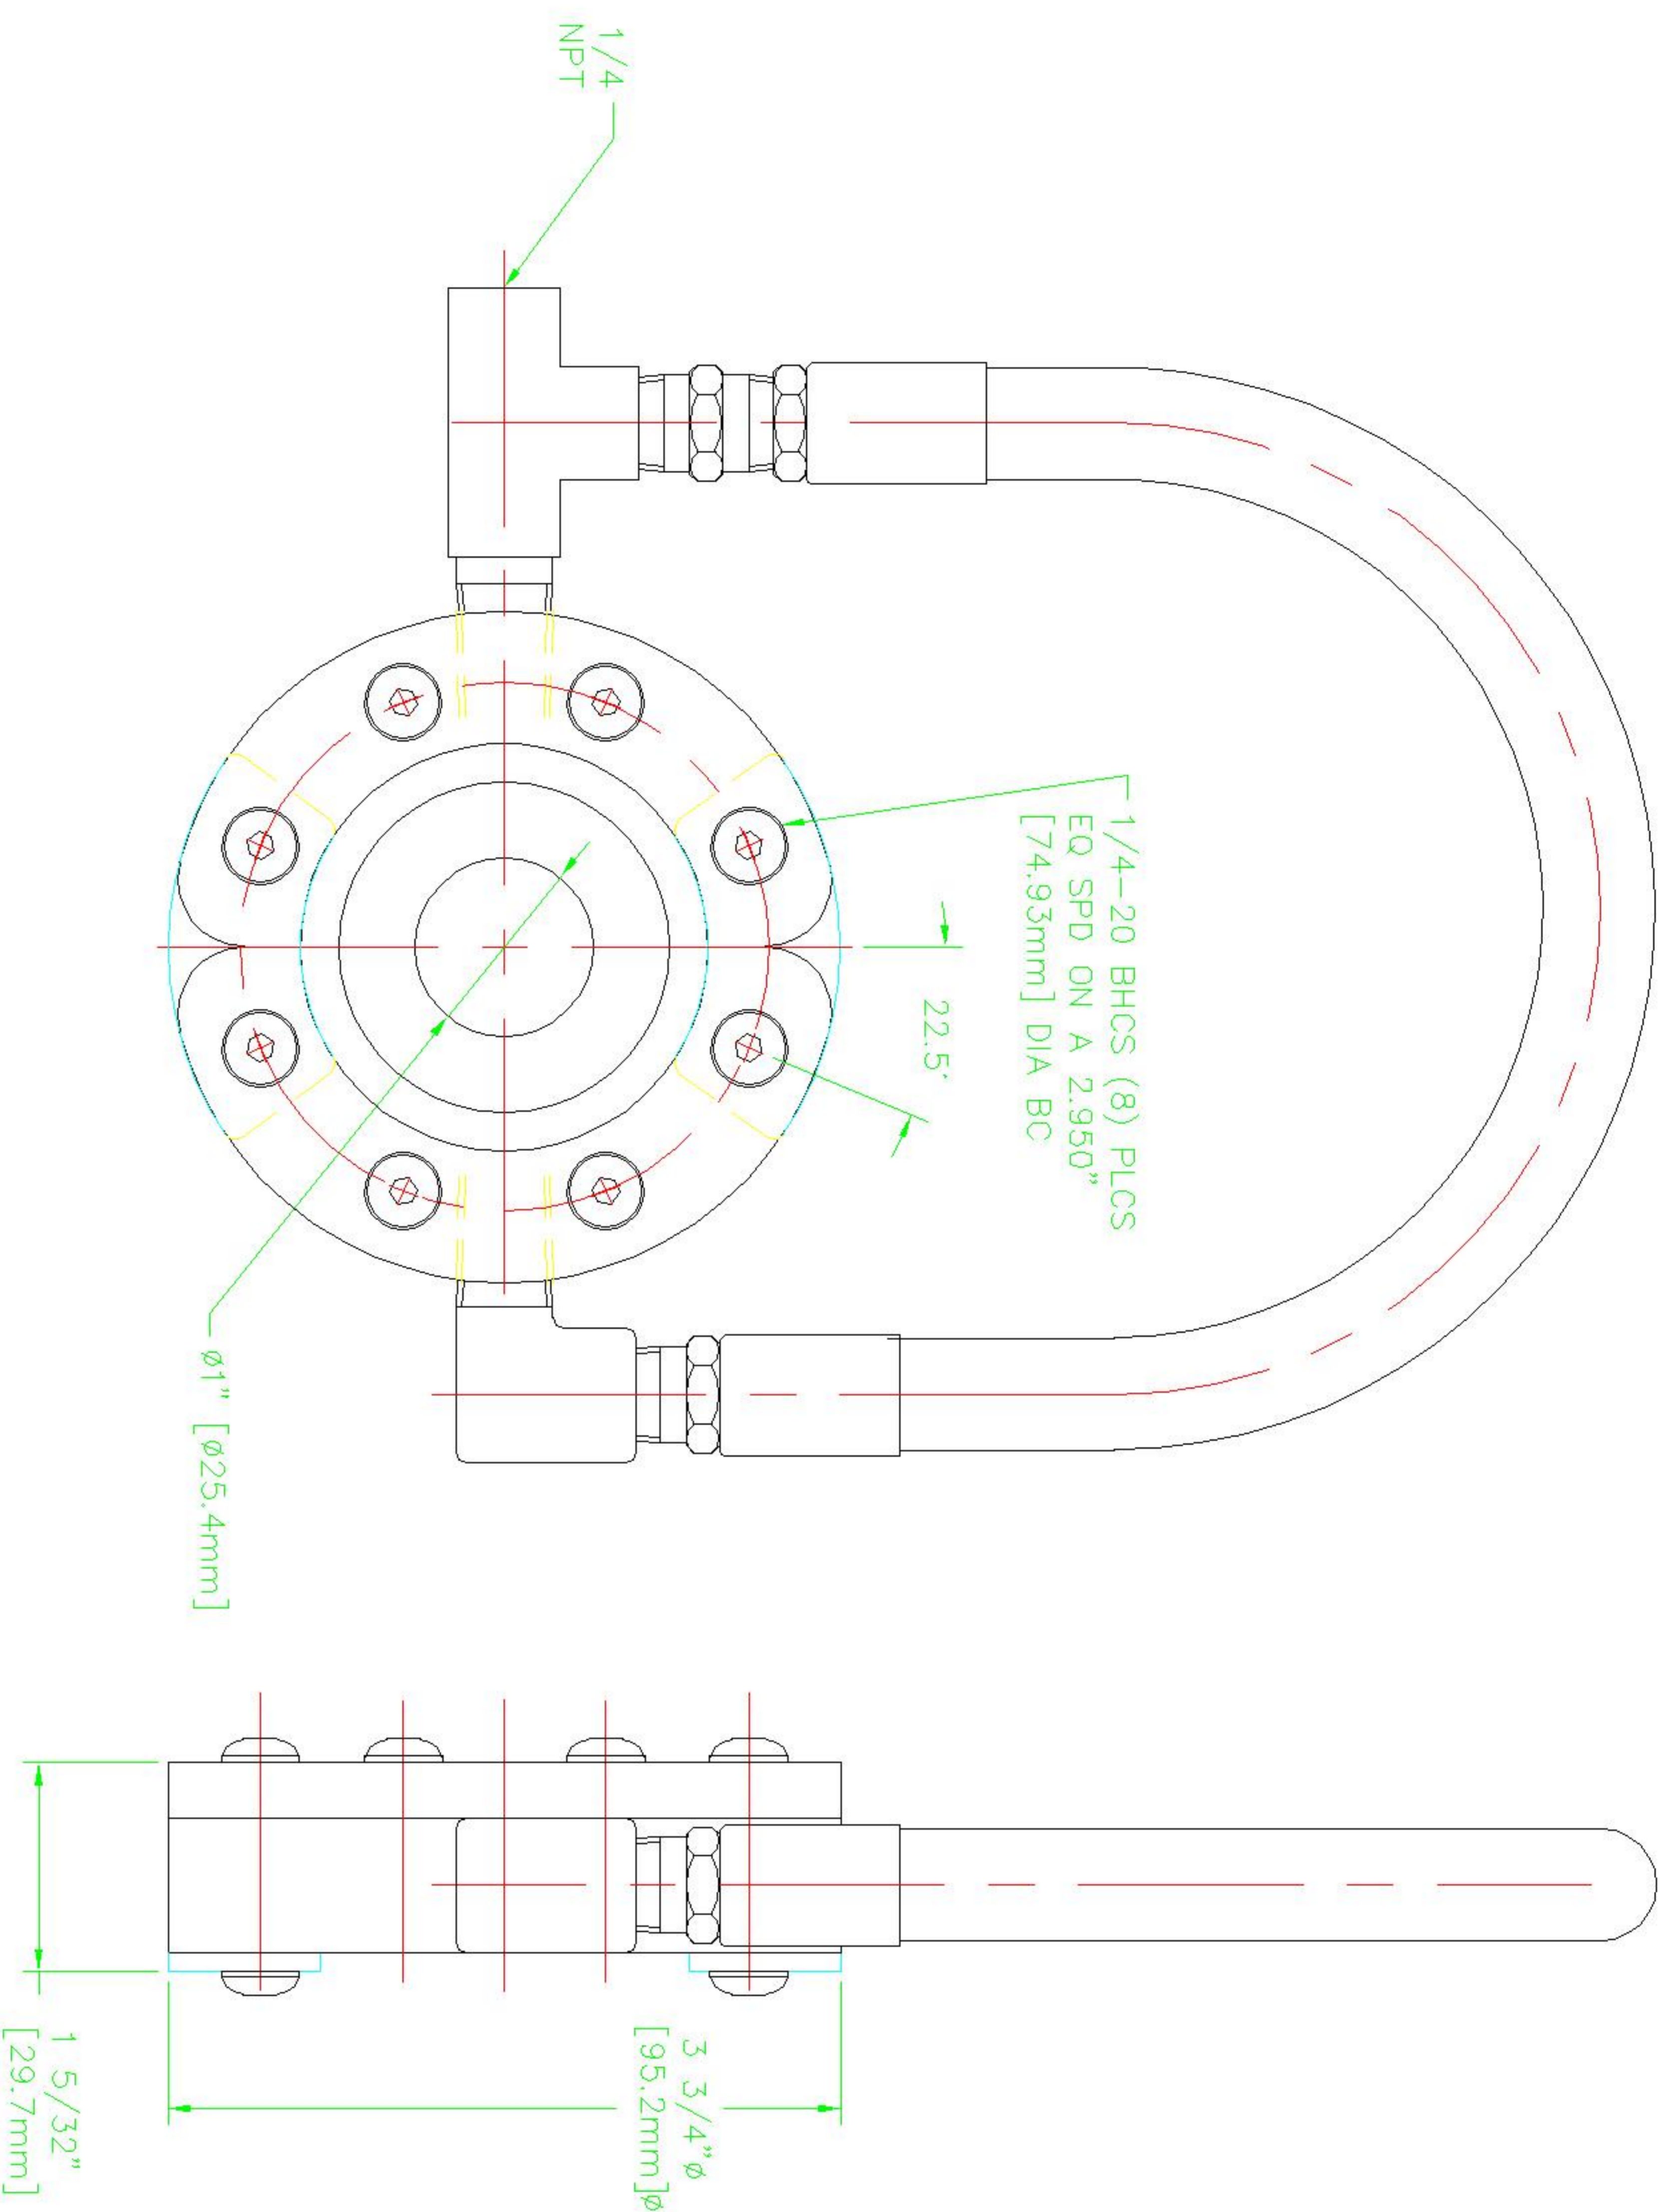 1/4
NPT
1/4-20 BHCS (8) PLCS
EQ SPD ON A 2.950"
[74.93mm] DIA BC
22.5°
ø1" [ø25.4mm]
3 3/4"ø
[95.2mm]ø
1 5/32"
[29.7mm]